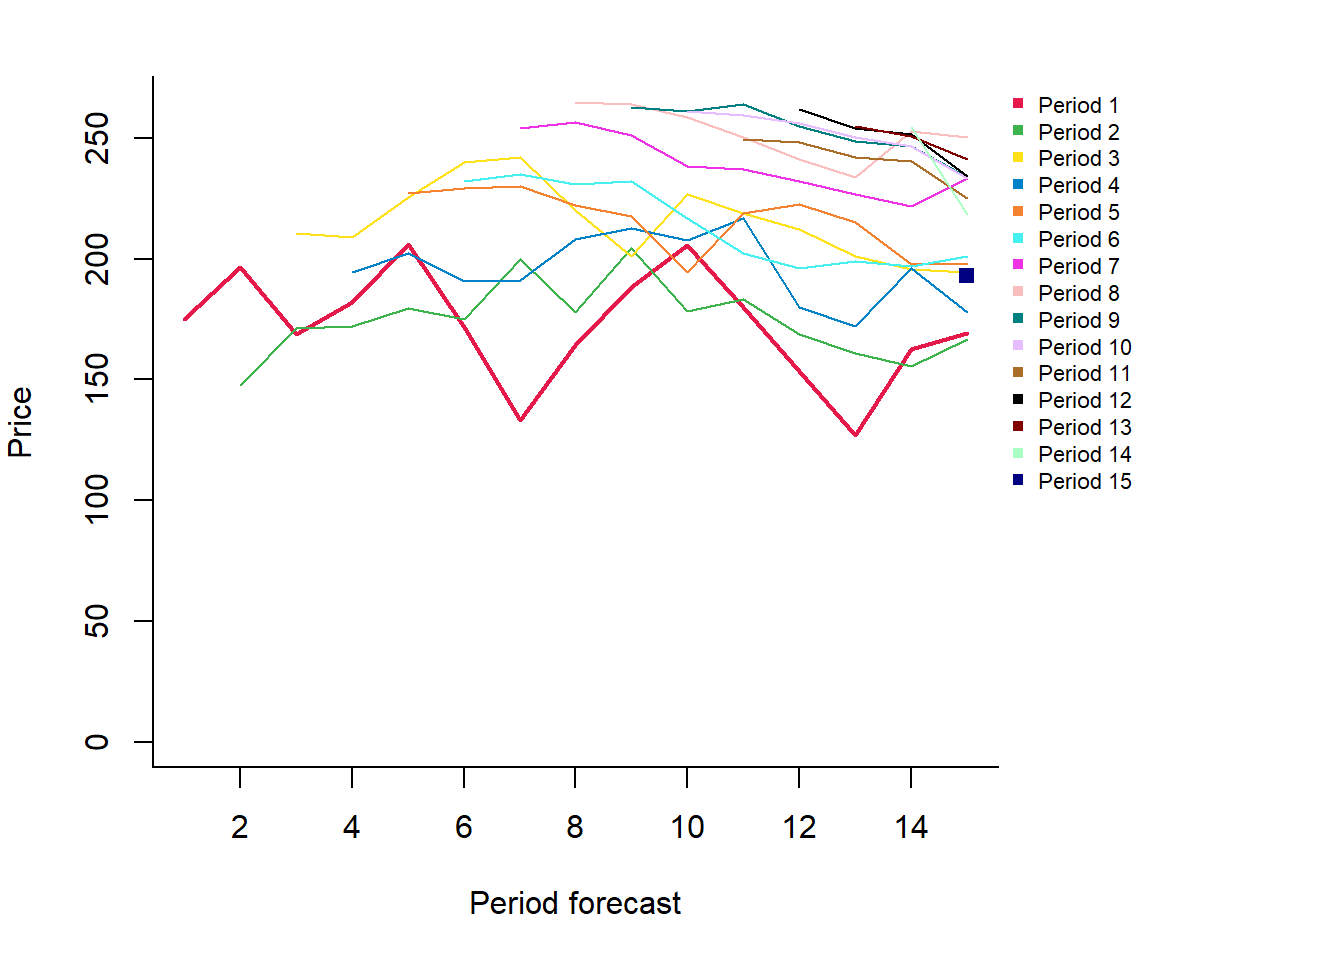 Price
250
200
150
100
50
0
2 4 6 8 10 12 14
Period forecast
Period 1
Period 2
Period 3
Period 4
Period 5
Period 6
Period 7
Period 8
Period 9
Period 10
Period 11
Period 12
Period 13
Period 14
Period 15